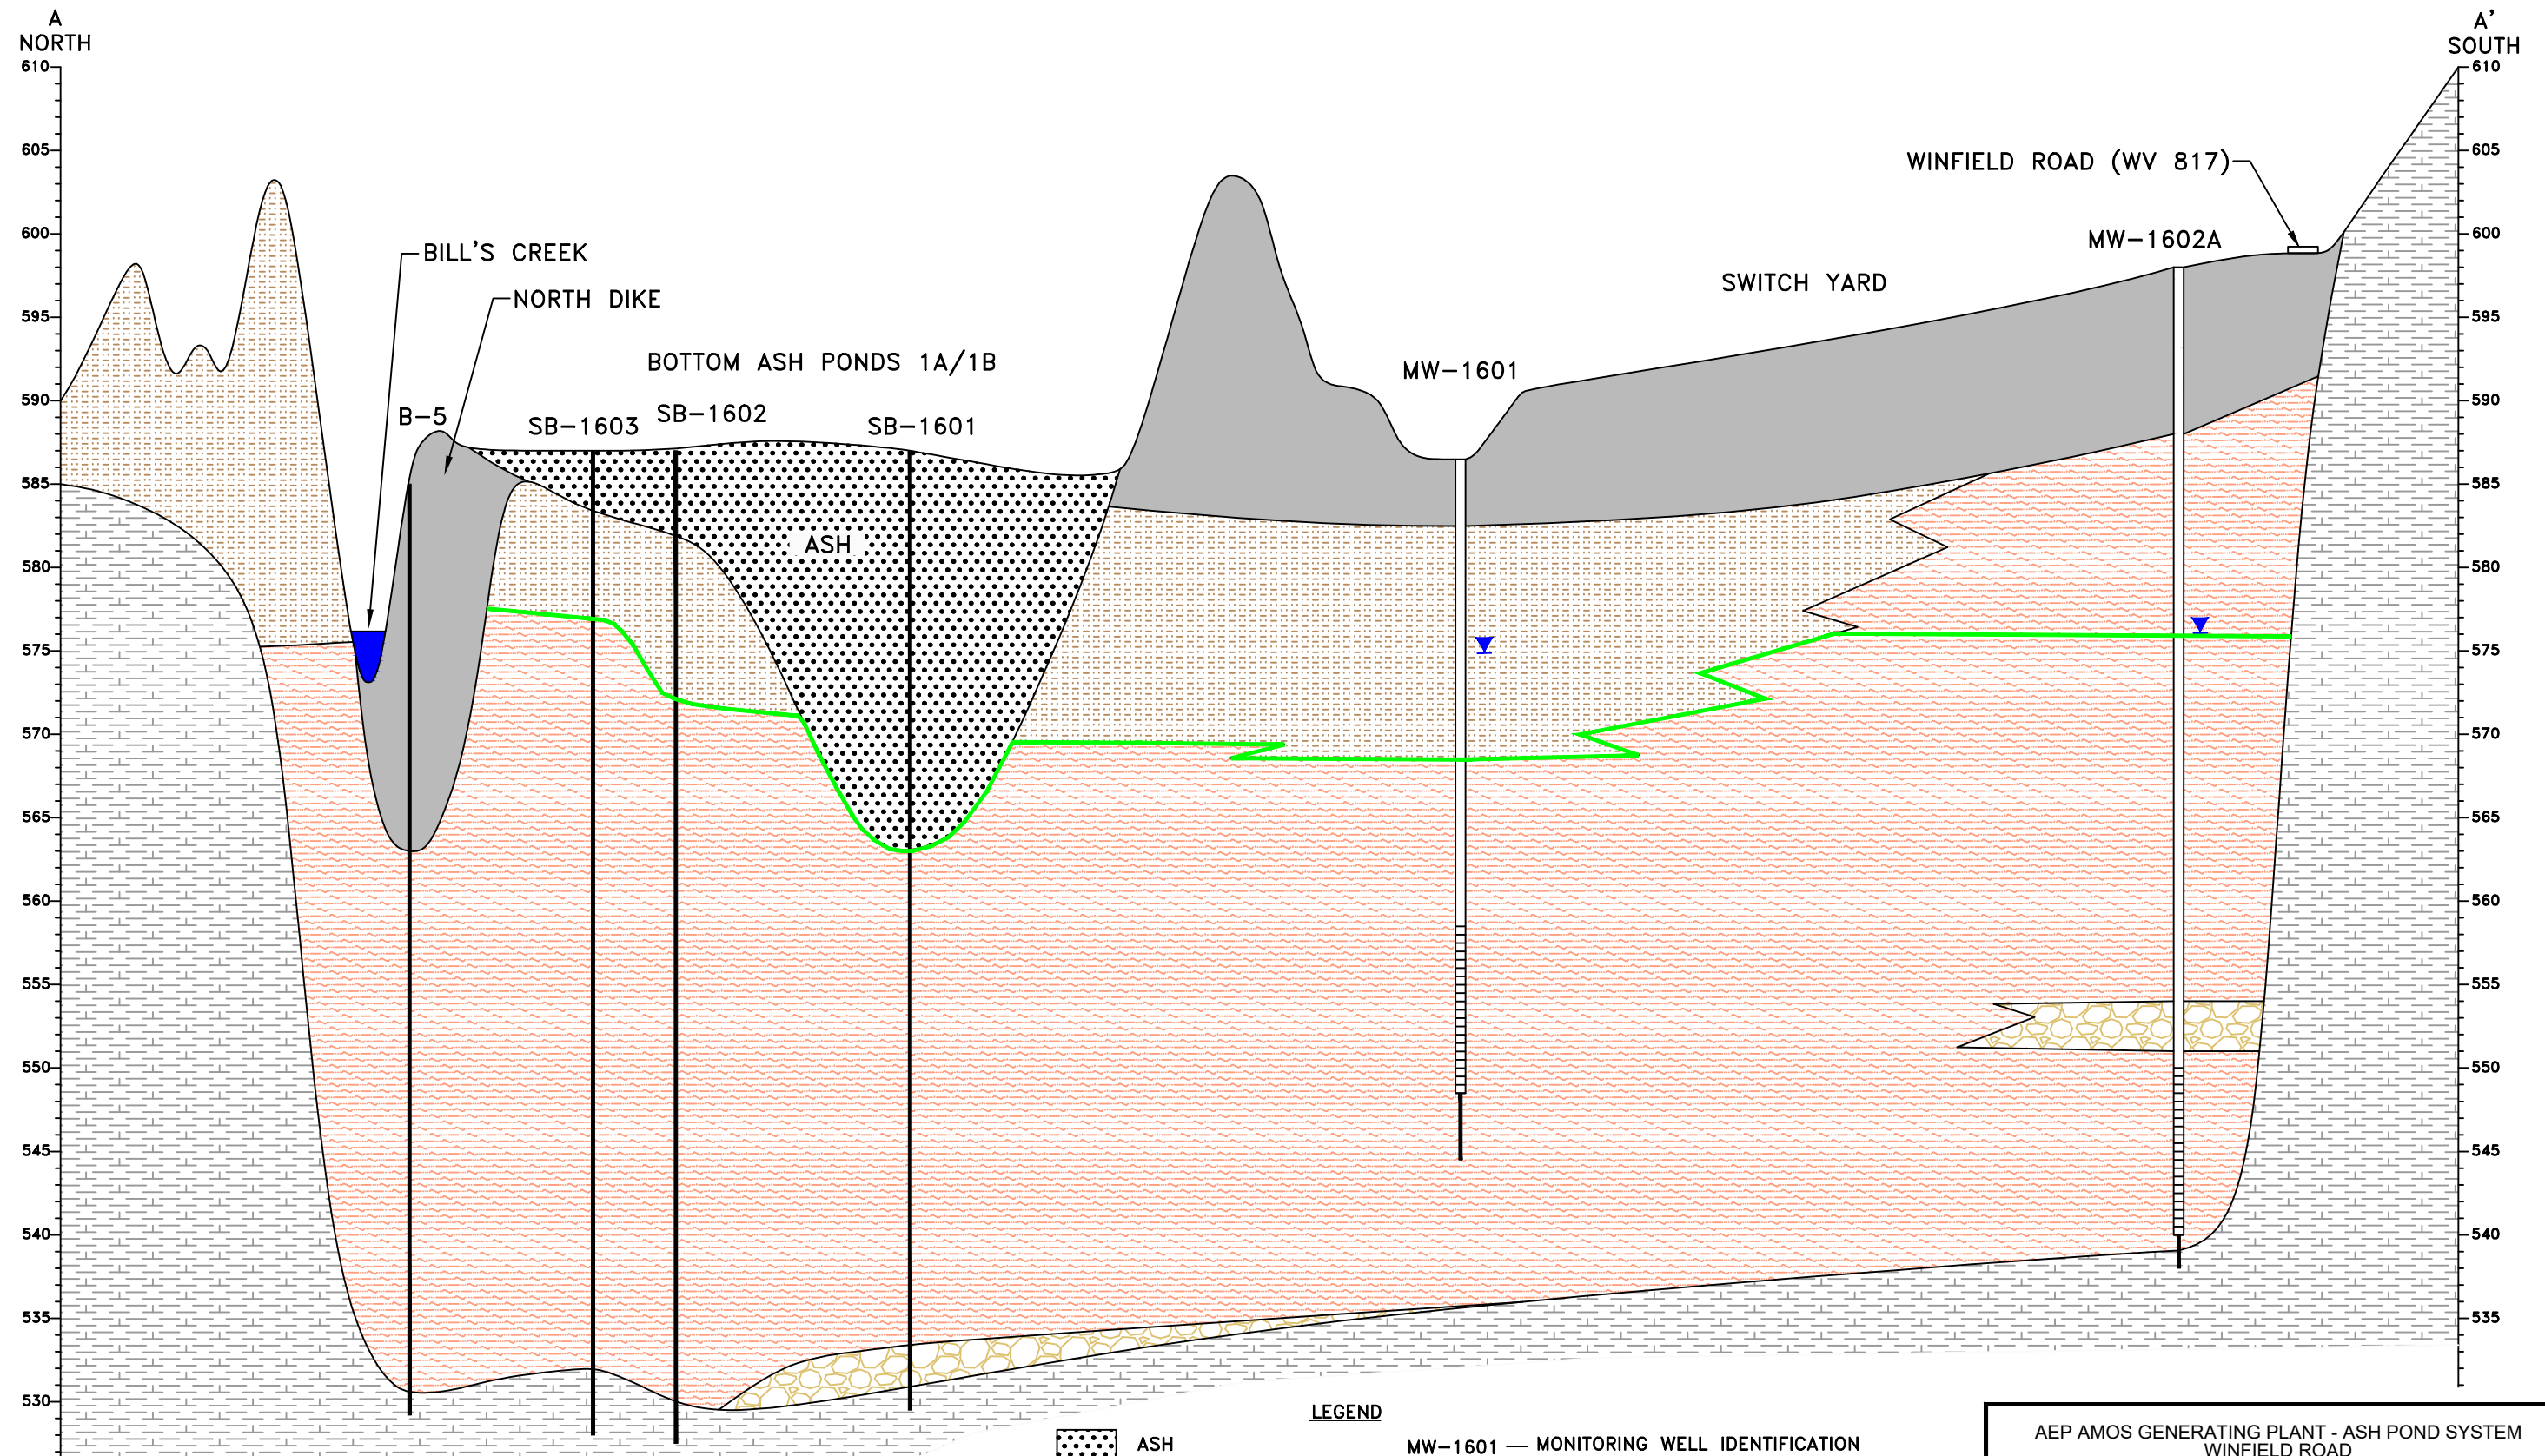 A
NORTH
A'
SOUTH
610
605
600
595
590
585
580
575
570
565
560
555
550
545
540
535
530
610
605
600
595
590
585
580
575
570
565
560
555
550
545
540
535
WINFIELD ROAD (WV 817)
MW-1602A
BILL'S CREEK
NORTH DIKE
SWITCH YARD
BOTTOM ASH PONDS 1A/1B
MW-1601
B-5
SB-1603
SB-1602
SB-1601
ASH
LEGEND
ASH
MW-1601 — MONITORING WELL IDENTIFICATION
AEP AMOS GENERATING PLANT - ASH POND SYSTEM
WINFIELD ROAD